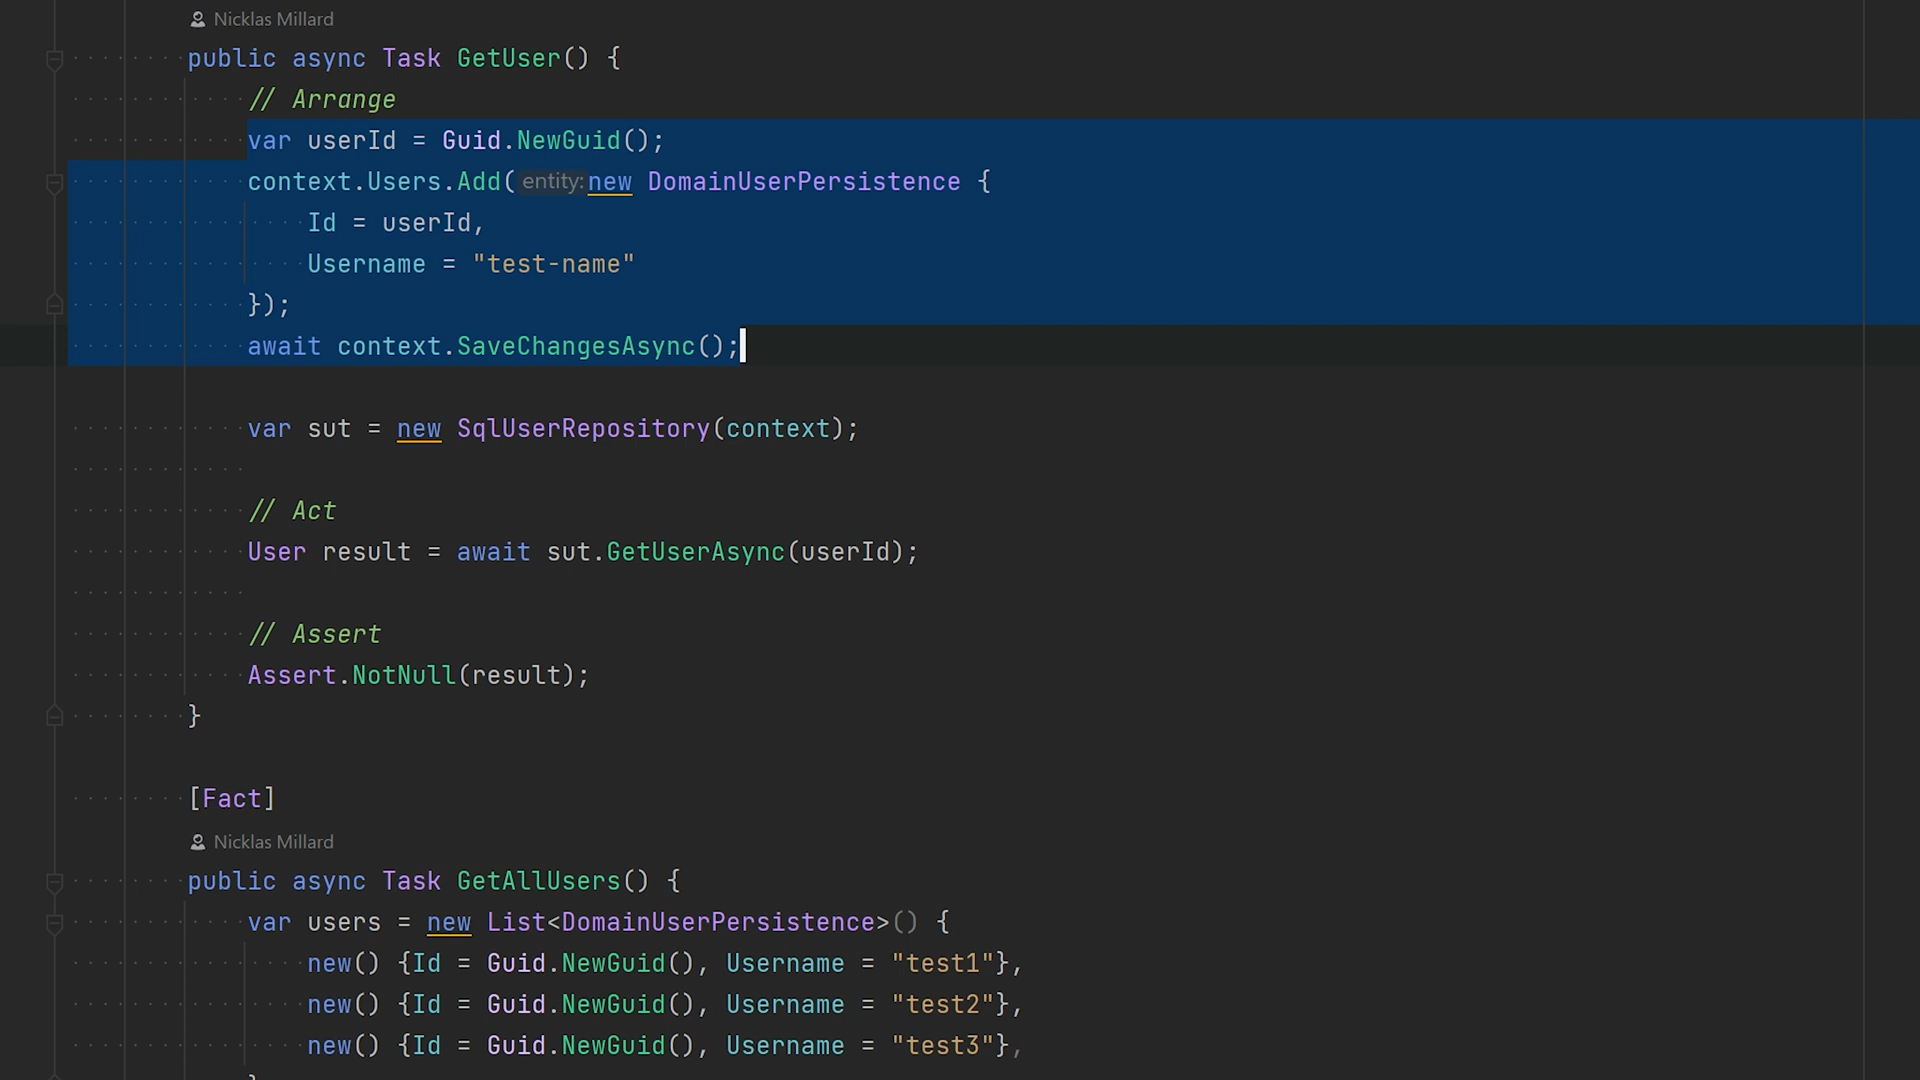 Nicklas Millard
public async Task GetUser() {
// Arrange
var userId = Guid.NewGuid();
context.Users.Add(entity:new DomainUserPersistence {
Id = userId,
Username = "test-name"
});
await context.SaveChangesAsync();
var sut = new SqlUserRepository(context);
// Act
User result = await sut.GetUserAsync(userId);
// Assert
Assert.NotNull(result);
}
[Fact]
Nicklas Millard
public async Task GetAllUsers() {
var users = new List<DomainUserPersistence>() {
new() {Id = Guid.NewGuid(), Username = "test1"},
new() {Id = Guid.NewGuid(), Username = "test2"},
new() {Id = Guid.NewGuid(), Username = "test3"},